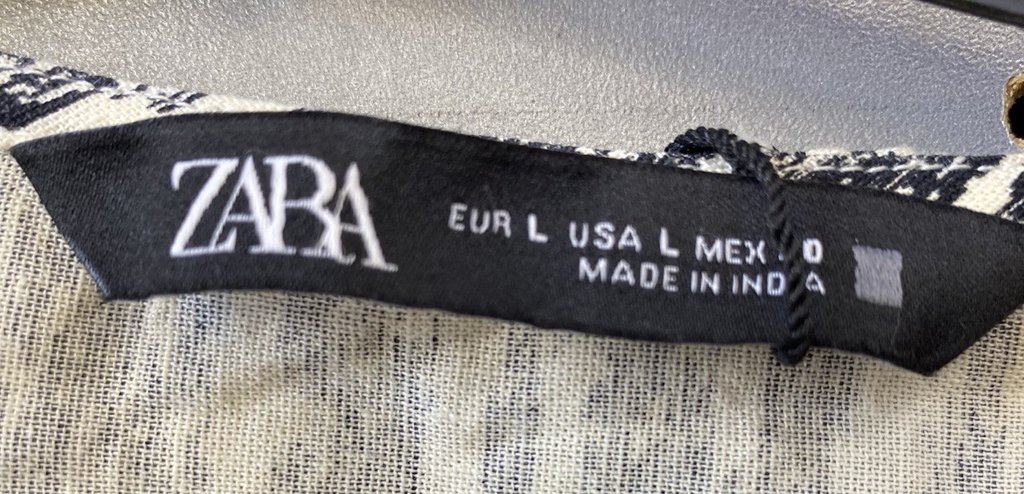 ZARA
EUR L USA L MEX
MADE IN INDIA